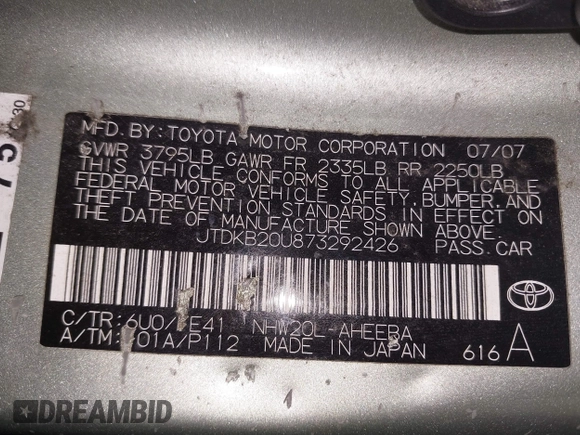 MFD. BY: TOYOTA MOTOR CORPORATION 07/07
GVWR 3795LB GAWR FR 2335LB RR 2250LB
THIS VEHICLE CONFORMS TO ALL APPLICABLE
FEDERAL MOTOR VEHICLE SAFETY, BUMPER, AND
THEFT PREVENTION STANDARDS IN EFFECT ON
THE DATE OF MANUFACTURE SHOWN ABOVE.
JTDKB20U873292426 PASS. CAR
C/TR: 6U0/ E41 NHW20L-AHEEBA
A/TM: 01A/P112 MADE IN JAPAN 616 A
30
DREAMBID